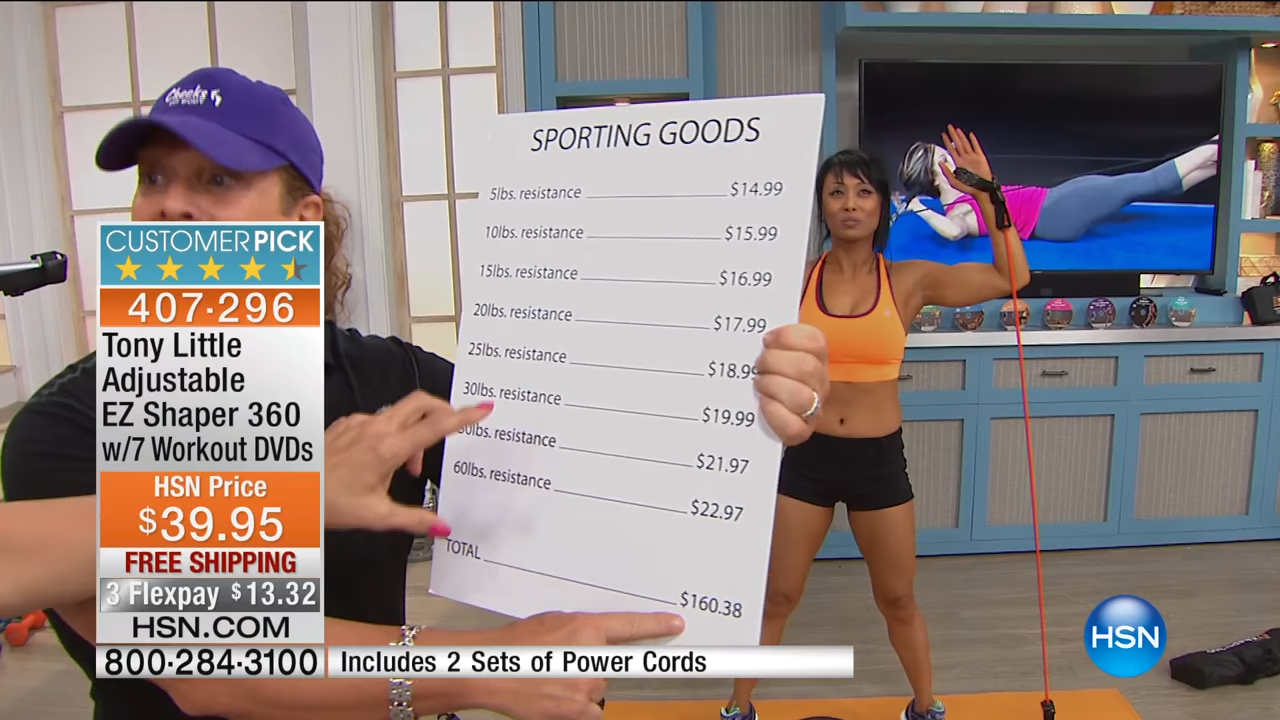 Cheeks
CUSTOMER PICK
407·296
Tony Little
Adjustable
EZ Shaper 360
w/7 Workout DVDs
HSN Price
$39.95
FREE SHIPPING
3 Flexpay $13.32
HSN.COM
800·284·3100
Includes 2 Sets of Power Cords
SPORTING GOODS
5lbs. resistance $14.99
10lbs. resistance $15.99
15lbs. resistance $16.99
20lbs. resistance $17.99
25lbs. resistance $18.99
30lbs. resistance $19.99
resistance $21.97
60lbs. resistance $22.97
TOTAL $160.38
HSN